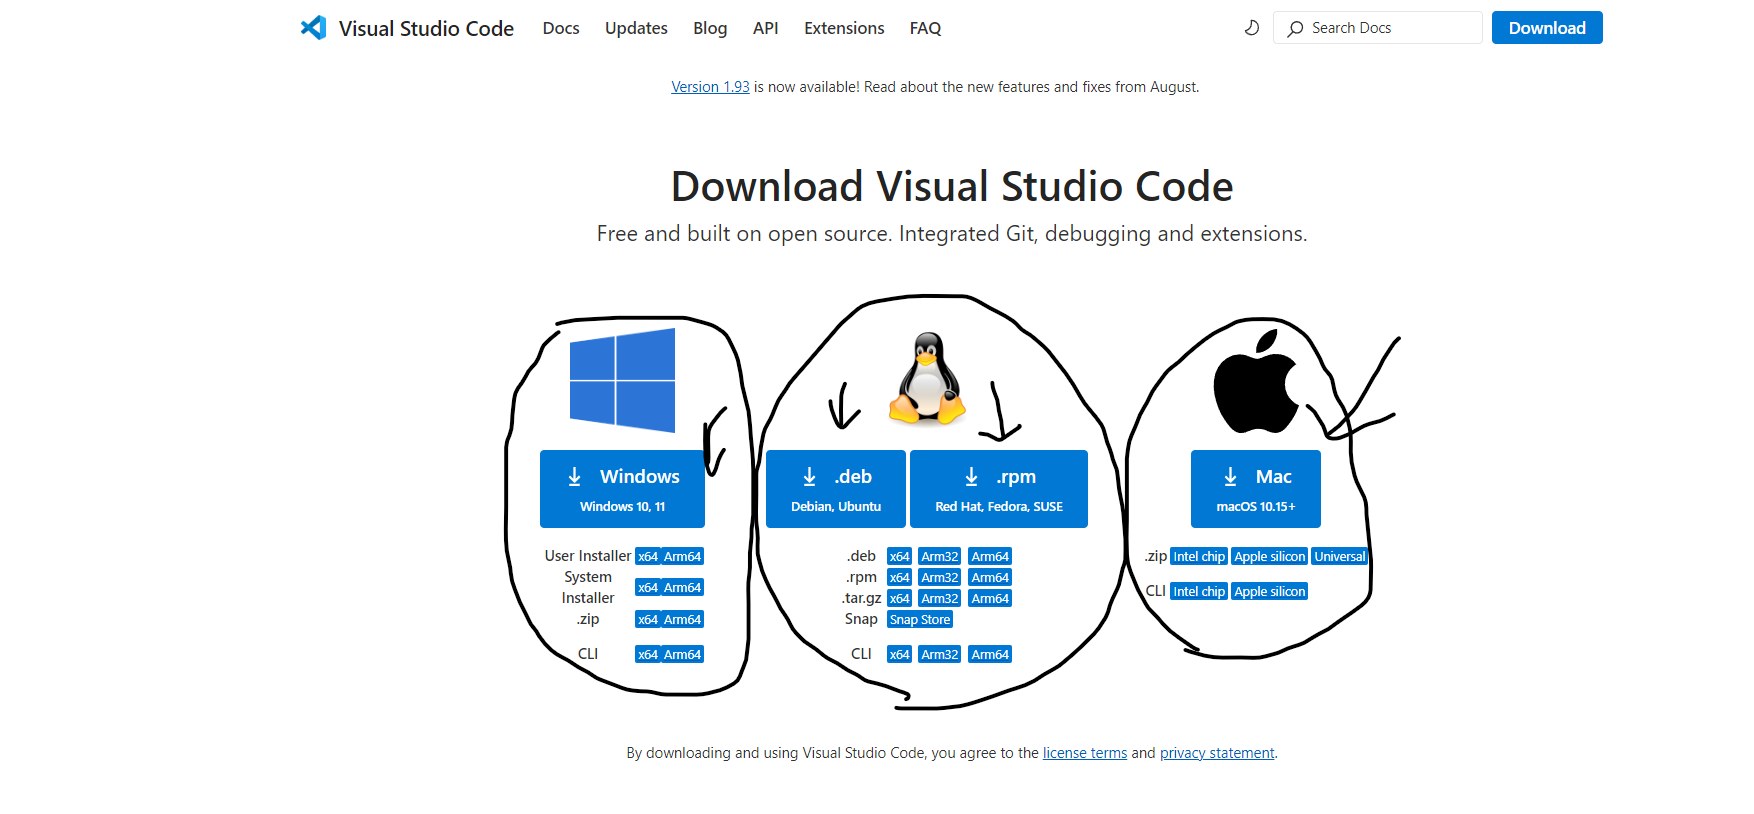 Visual Studio Code Docs Updates Blog API Extensions FAQ Search Docs Download
Version 1.93 is now available! Read about the new features and fixes from August.
Download Visual Studio Code
Free and built on open source. Integrated Git, debugging and extensions.
Windows
Windows 10, 11
User Installer x64 Arm64
System
Installer x64 Arm64
.zip x64 Arm64
CLI x64 Arm64
.deb
Debian, Ubuntu
.rpm
Red Hat, Fedora, SUSE
.deb x64 Arm32 Arm64
.rpm x64 Arm32 Arm64
.tar.gz x64 Arm32 Arm64
Snap Snap Store
CLI x64 Arm32 Arm64
Mac
macOS 10.15+
.zip Intel chip Apple silicon Universal
CLI Intel chip Apple silicon
By downloading and using Visual Studio Code, you agree to the license terms and privacy statement.